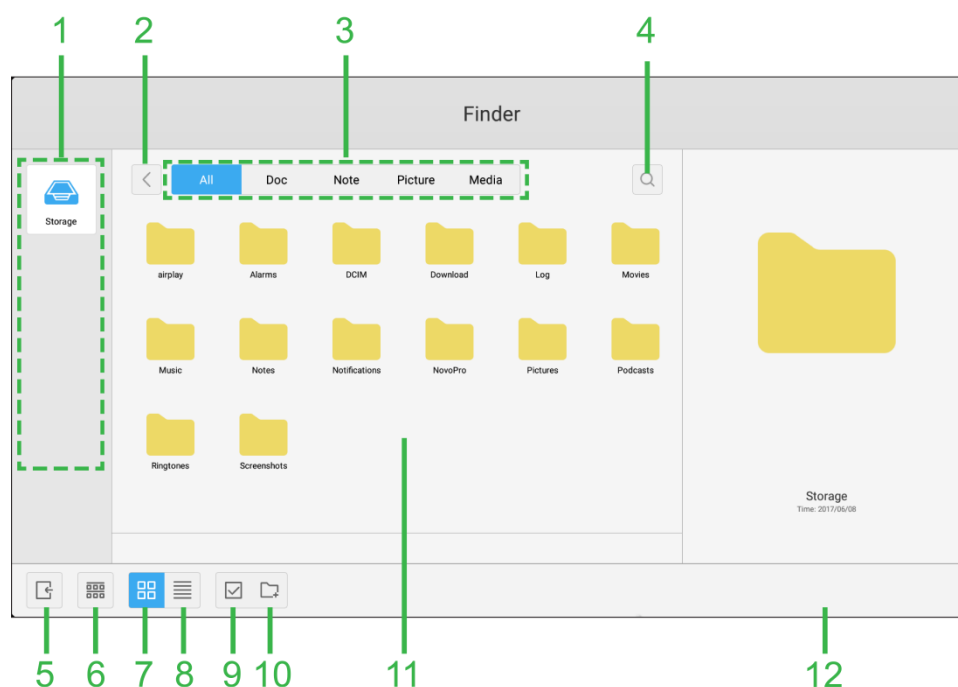 1 2 3 4
Finder
All Doc Note Picture Media
Storage
airplay Alarms DCIM Download Log Movies
Music Notes Notifications NovoPro Pictures Podcasts
Ringtones Screenshots
Storage
Time: 2017/06/08
5 6 7 8 9 10 11 12